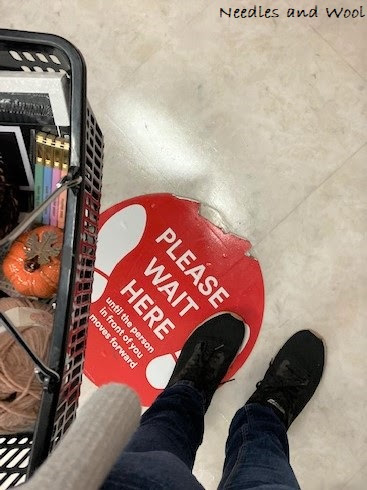 Needles and Wool
PLEASE
WAIT
HERE
until the person
in front of you
moves forward